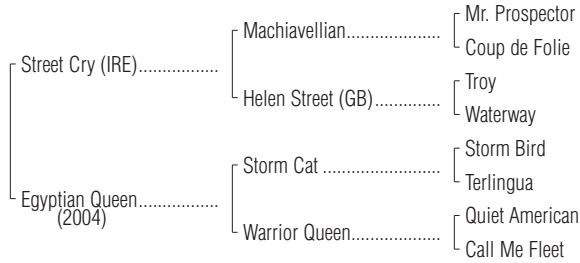 Mr. Prospector
Machiavellian....................
Coup de Folie
Street Cry (IRE).................
Troy
Helen Street (GB)..............
Waterway
Storm Bird
Storm Cat ........................
Terlingua
Egyptian Queen.................
(2004)
Quiet American
Warrior Queen...................
Call Me Fleet